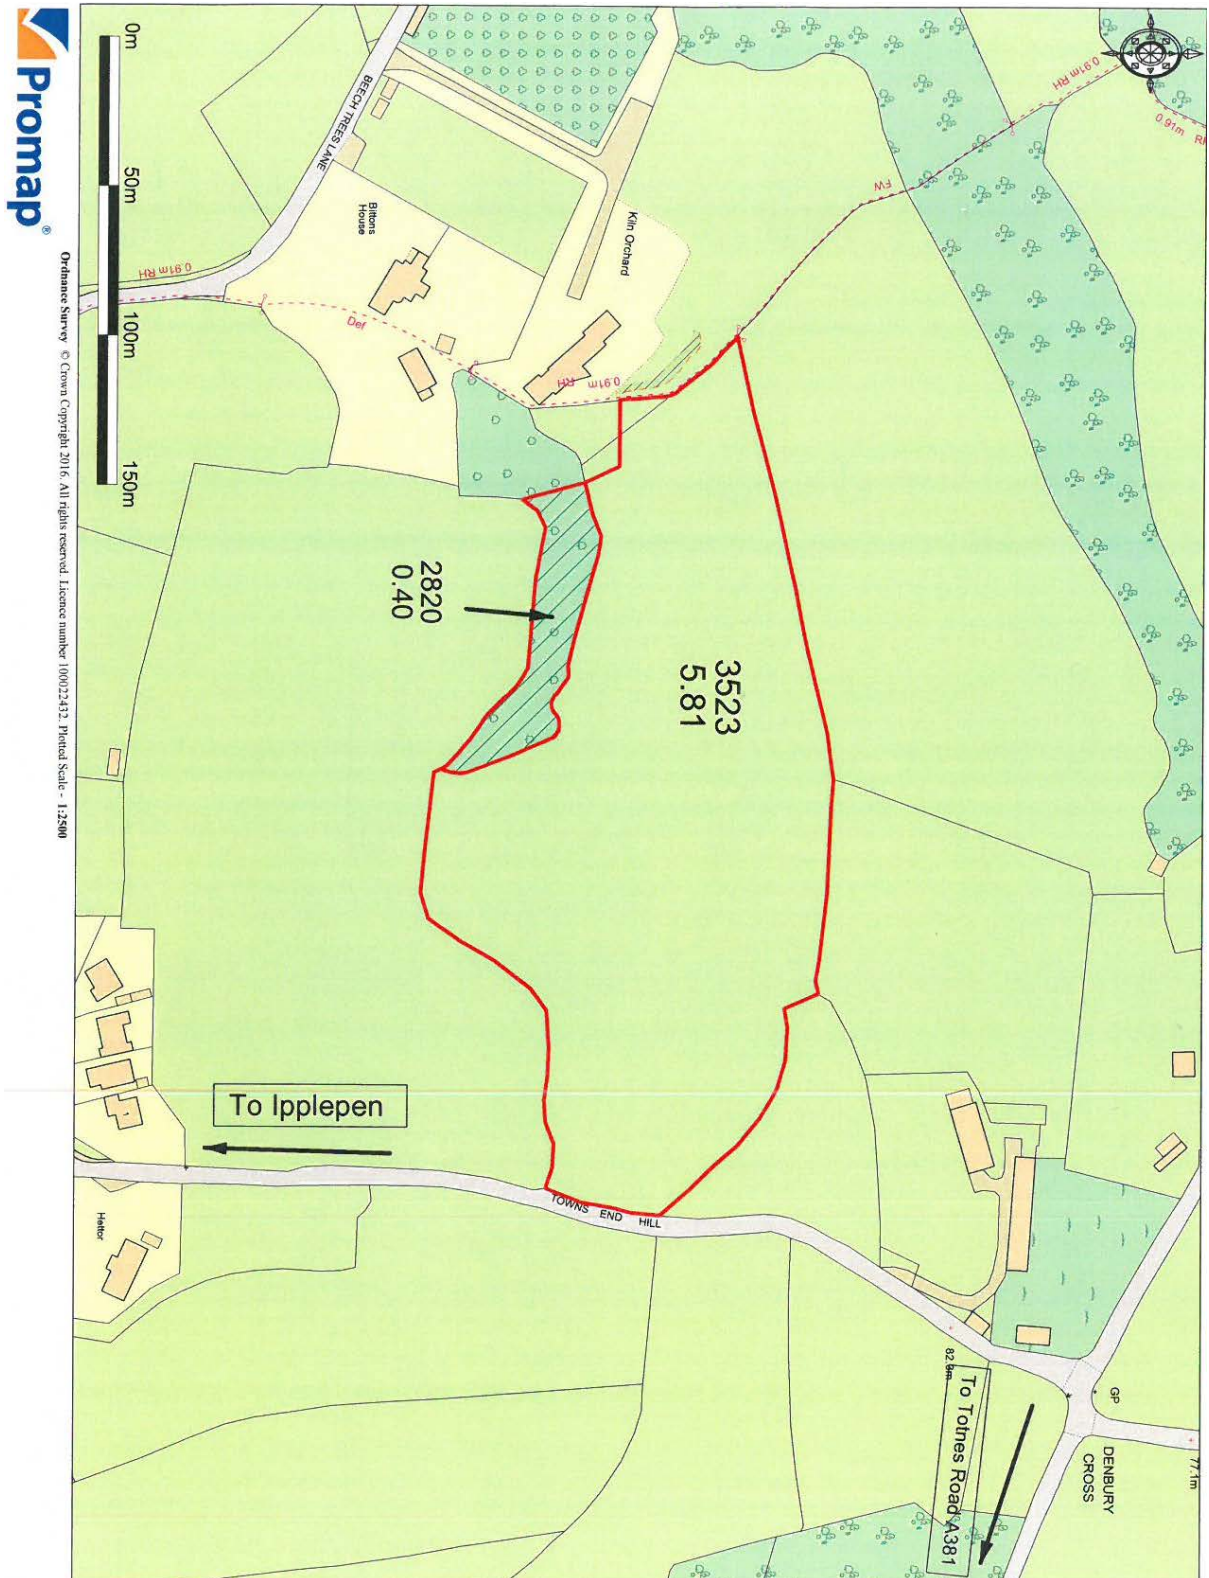 0.91m RH
0.91m RH
FW
BEECH TREES LANE
Bittons
House
Kiln Orchard
0.91m RH
Def
0.91m RH
2820
0.40
3523
5.81
To Ipplepen
TOWNS END HILL
Hettor
82.9m
To Totnes Road A381
GP
DENBURY
CROSS
77.1m
0m
50m
100m
150m
Promap®
Ordnance Survey © Crown Copyright 2016. All rights reserved. Licence number 100022432. Plotted Scale - 1:2500